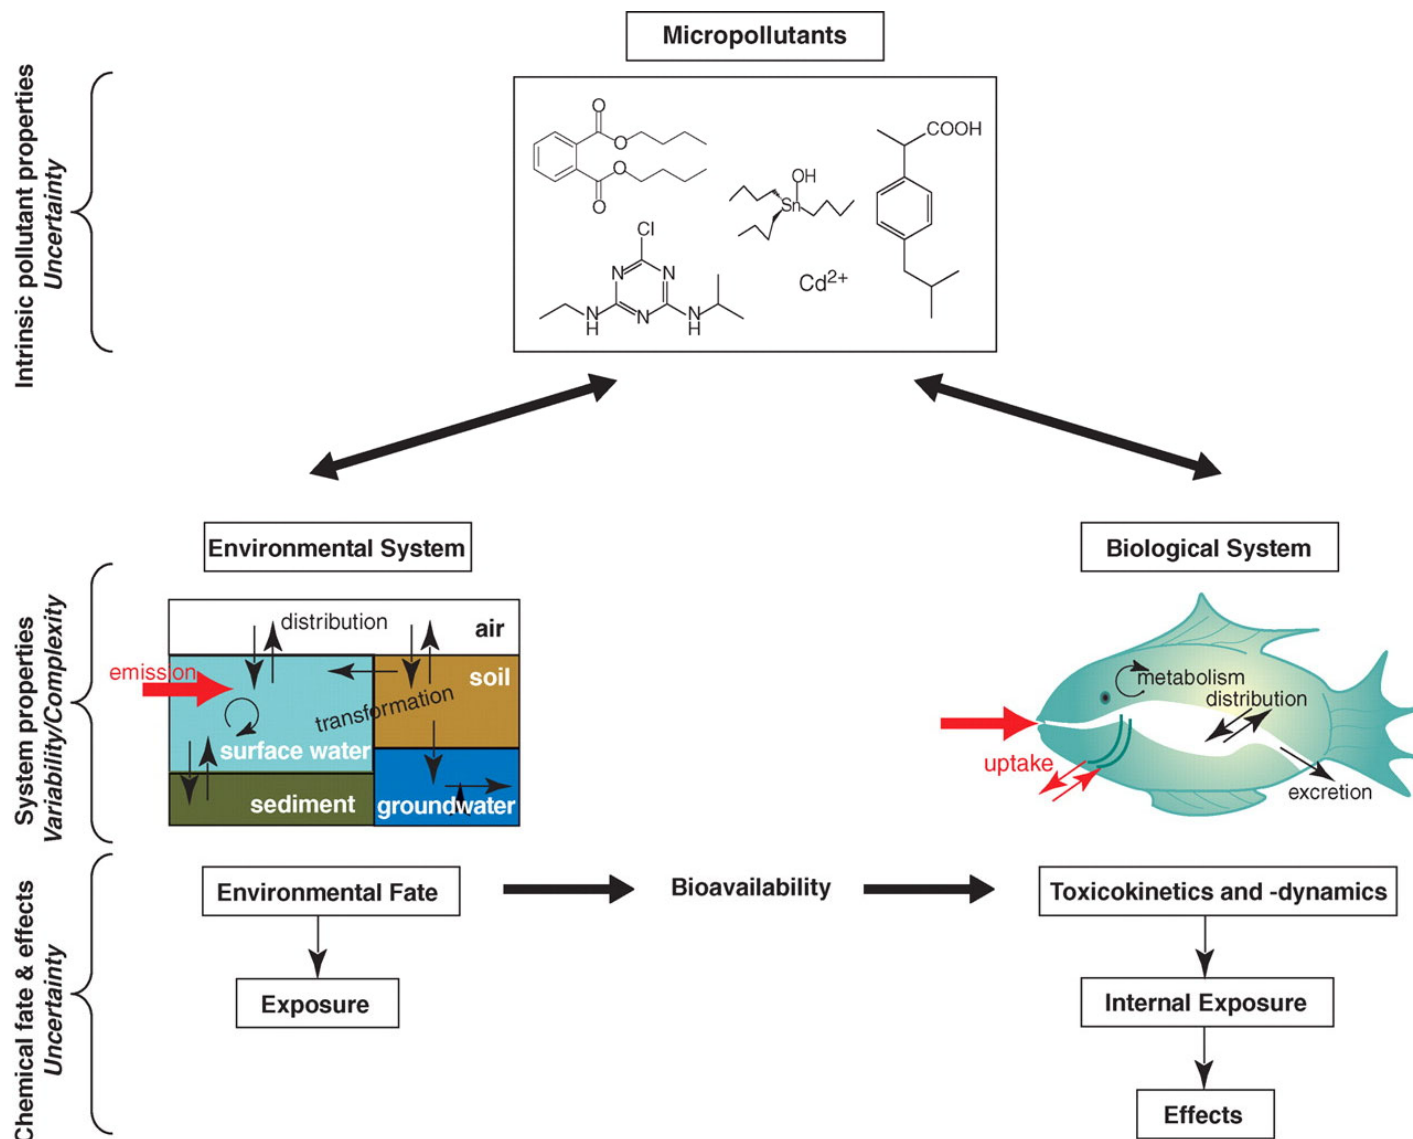 Micropollutants
Intrinsic pollutant properties
Uncertainty
O
O
O
O
Cl
N
N
N
N
H
N
H
OH
Sn
Cd2+
COOH
Environmental System
Biological System
System properties
Variability/Complexity
distribution
air
emission
soil
transformation
surface water
sediment
groundwater
metabolism
distribution
uptake
excretion
Chemical fate & effects
Uncertainty
Environmental Fate
Bioavailability
Toxicokinetics and -dynamics
Exposure
Internal Exposure
Effects